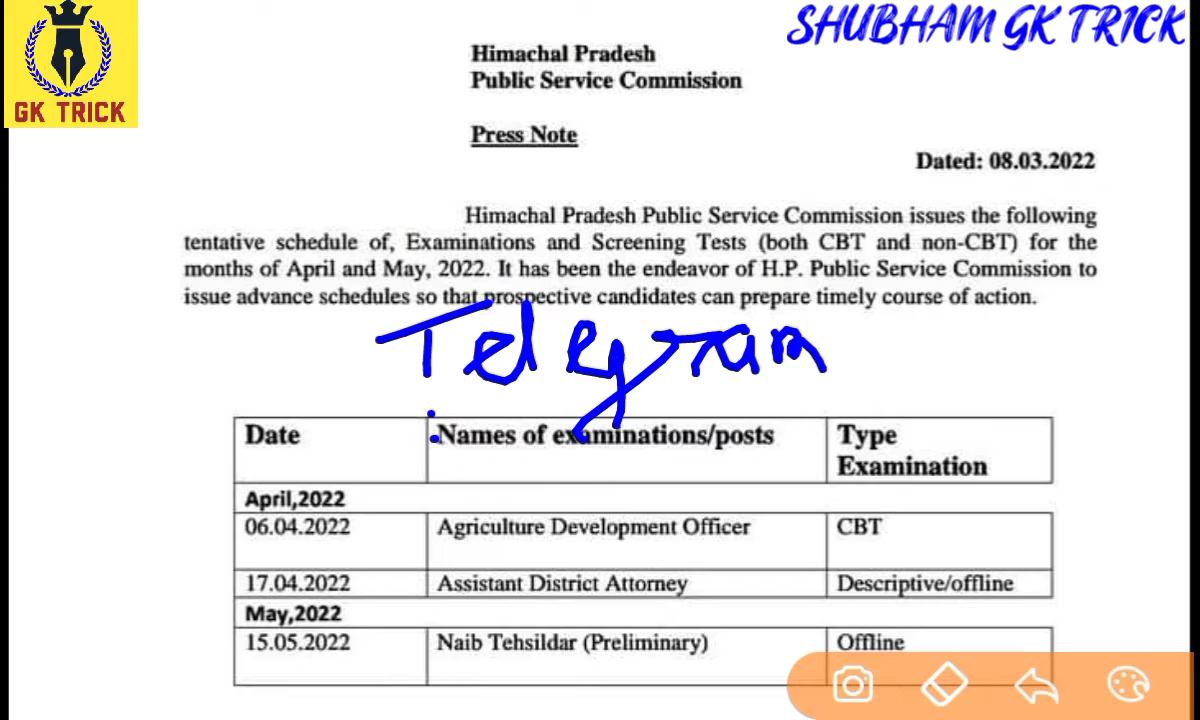 SHUBHAM GK TRICK
GK TRICK
Himachal Pradesh
Public Service Commission
Press Note
Dated: 08.03.2022
Himachal Pradesh Public Service Commission issues the following
tentative schedule of, Examinations and Screening Tests (both CBT and non-CBT) for the
months of April and May, 2022. It has been the endeavor of H.P. Public Service Commission to
issue advance schedules so that prospective candidates can prepare timely course of action.
Telegram
Date Names of examinations/posts Type
Examination
April,2022
06.04.2022 Agriculture Development Officer CBT
17.04.2022 Assistant District Attorney Descriptive/offline
May,2022
15.05.2022 Naib Tehsildar (Preliminary) Offline